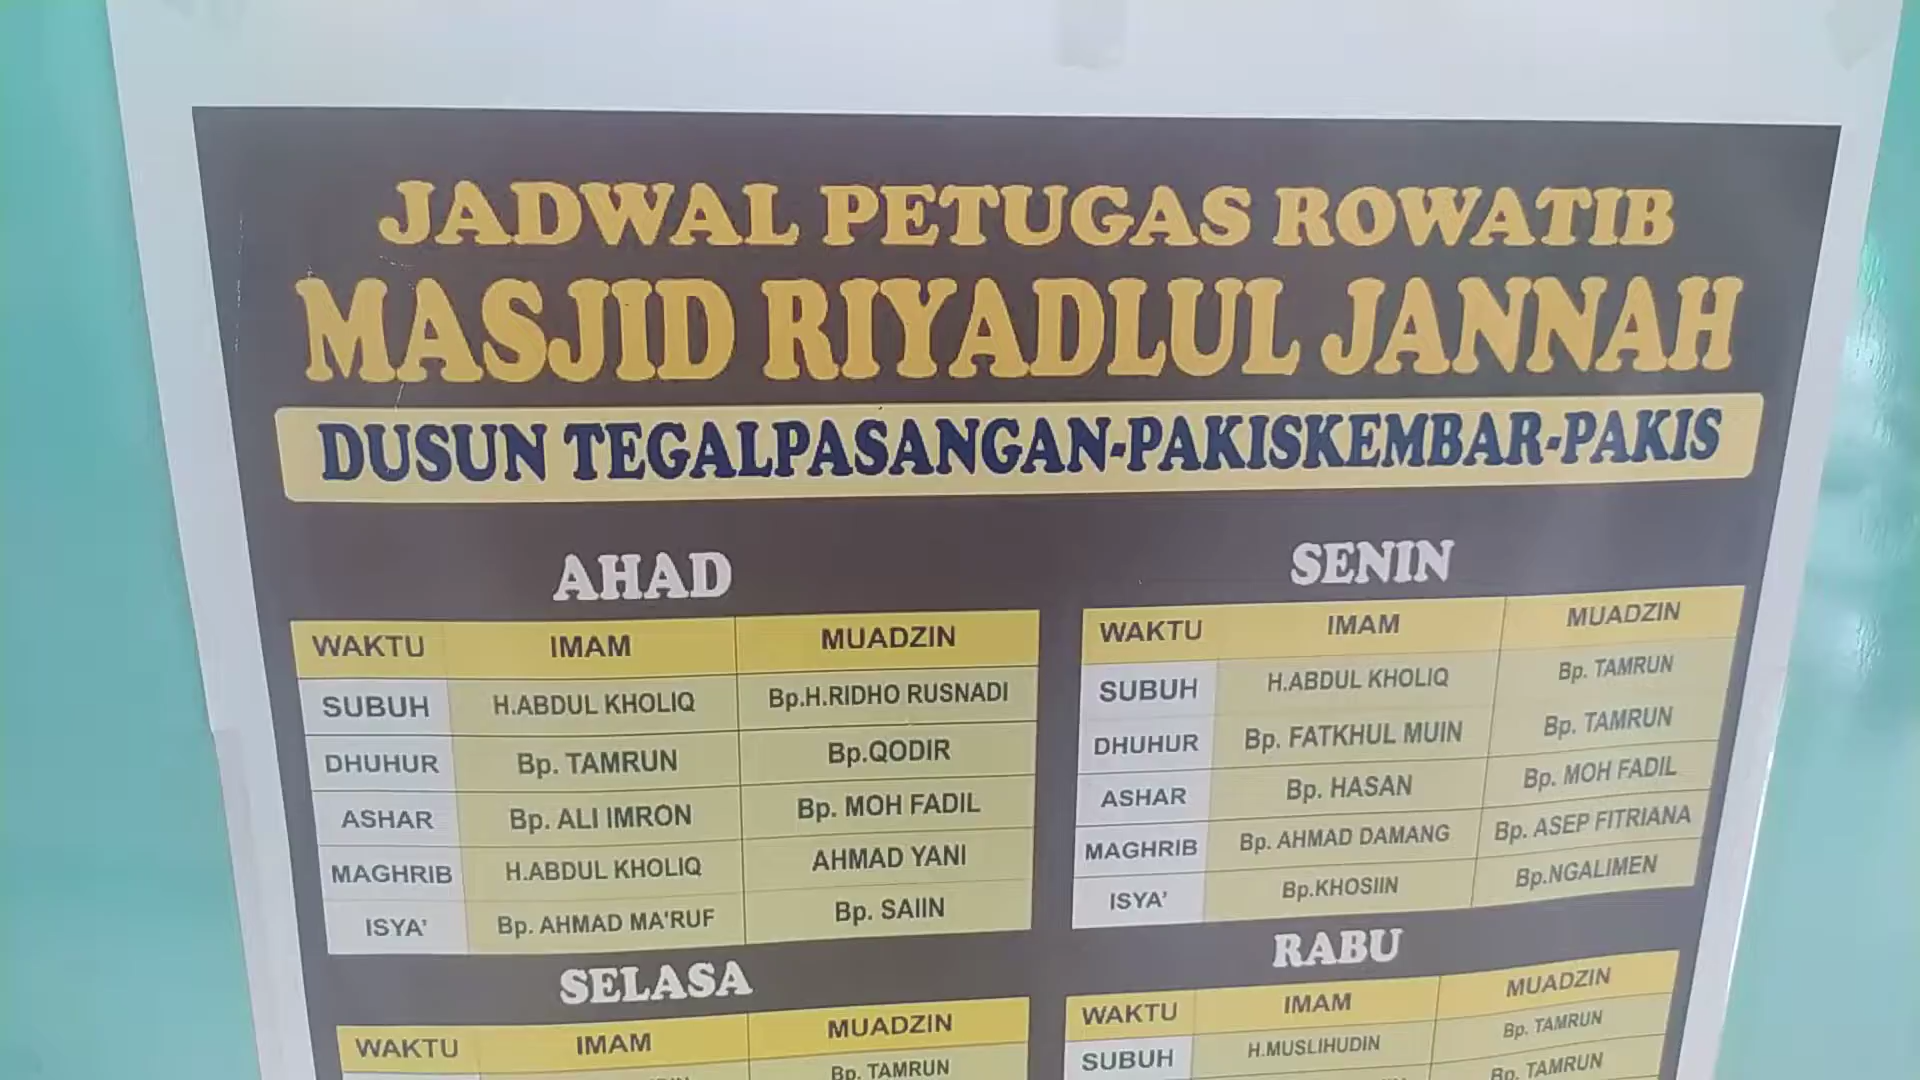 JADWAL PETUGAS ROWATIB
MASJID RIYADLUL JANNAH
DUSUN TEGALPASANGAN-PAKISKEMBAR-PAKIS
AHAD
WAKTU IMAM MUADZIN
SUBUH H.ABDUL KHOLIQ Bp.H.RIDHO RUSNADI
DHUHUR Bp. TAMRUN Bp.QODIR
ASHAR Bp. ALI IMRON Bp. MOH FADIL
MAGHRIB H.ABDUL KHOLIQ AHMAD YANI
ISYA’ Bp. AHMAD MA'RUF Bp. SAIIN
SENIN
WAKTU IMAM MUADZIN
SUBUH H.ABDUL KHOLIQ Bp. TAMRUN
DHUHUR Bp. FATKHUL MUIN Bp. TAMRUN
ASHAR Bp. HASAN Bp. MOH FADIL
MAGHRIB Bp. AHMAD DAMANG Bp. ASEP FITRIANA
ISYA’ Bp.KHOSIIN Bp.NGALIMEN
SELASA
WAKTU IMAM MUADZIN
Bp. TAMRUN
RABU
WAKTU IMAM MUADZIN
SUBUH H.MUSLIHUDIN Bp. TAMRUN
Bp. TAMRUN